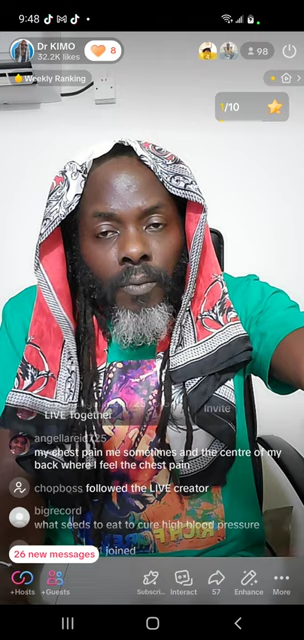 9:48
Dr KIMO
32.2K likes
8
98
Weekly Ranking
1/10
LIVE Together
Invite
angellareid725
my chest pain me sometimes and the centre of my
back where I feel the chest pain
chopboss followed the LIVE creator
bigrecord
what seeds to eat to cure high blood pressure
26 new messages
joined
+Hosts
+Guests
Subscri...
Interact
57
Enhance
More